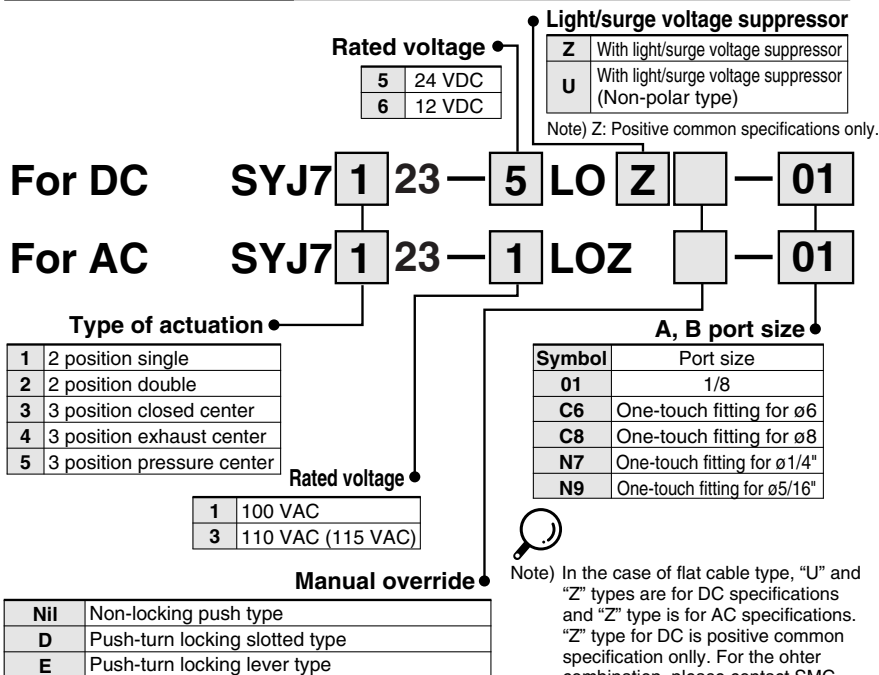 Light/surge voltage suppressor
Z With light/surge voltage suppressor
U With light/surge voltage suppressor
(Non-polar type)
Note) Z: Positive common specifications only.
Rated voltage
5 24 VDC
6 12 VDC
For DC SYJ7 1 23 — 5 LO Z — 01
For AC SYJ7 1 23 — 1 LOZ — 01
Type of actuation
1 2 position single
2 2 position double
3 3 position closed center
4 3 position exhaust center
5 3 position pressure center
Rated voltage
1 100 VAC
3 110 VAC (115 VAC)
A, B port size
Symbol Port size
01 1/8
C6 One-touch fitting for ø6
C8 One-touch fitting for ø8
N7 One-touch fitting for ø1/4"
N9 One-touch fitting for ø5/16"
Manual override
Nil Non-locking push type
D Push-turn locking slotted type
E Push-turn locking lever type
Note) In the case of flat cable type, “U” and
“Z” types are for DC specifications
and “Z” type is for AC specifications.
“Z” type for DC is positive common
specification onlly. For the ohter
combination, please contact SMC.